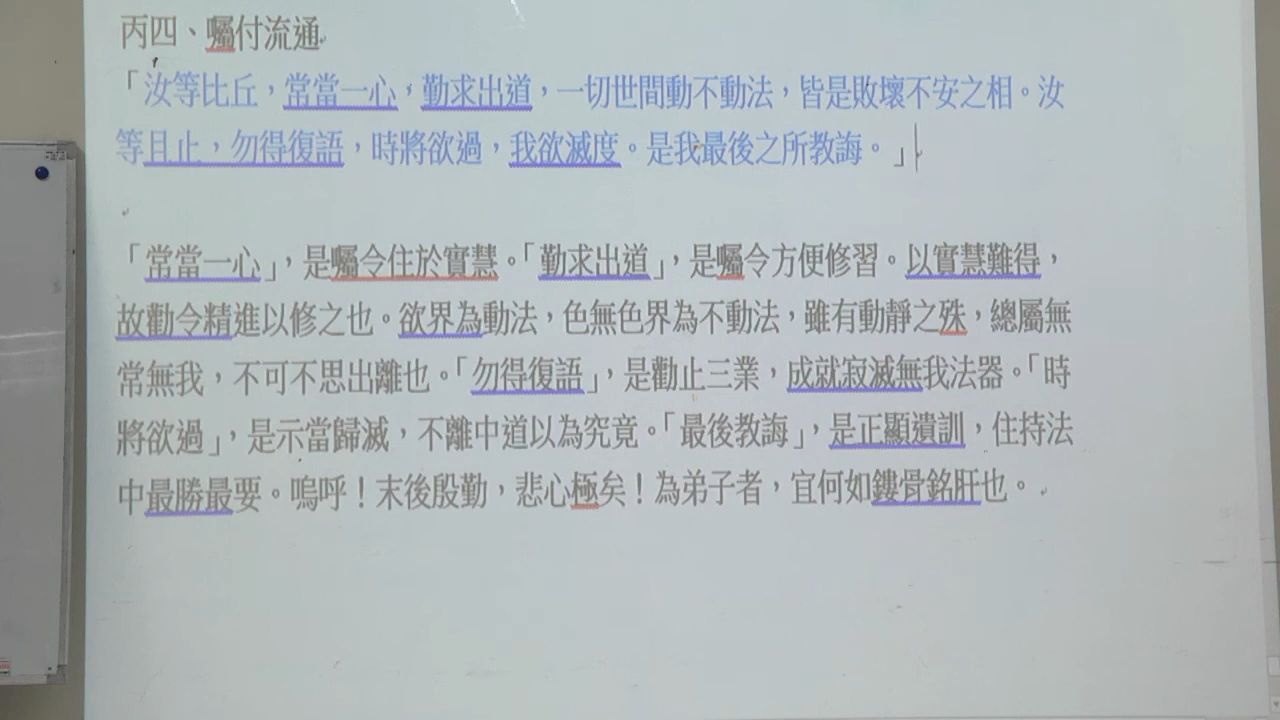 丙四、囑付流通
「汝等比丘，常當一心，勤求出道，一切世間動不動法，皆是敗壞不安之相。汝
等且止，勿得復語，時將欲過，我欲滅度。是我最後之所教誨。」
「常當一心」，是囑令住於實慧。「勤求出道」，是囑令方便修習。以實慧難得，
故勸令精進以修之也。欲界為動法，色無色界為不動法，雖有動靜之殊，總屬無
常無我，不可不思出離也。「勿得復語」，是勸止三業，成就寂滅無我法器。「時
將欲過」，是示當歸滅，不離中道以為究竟。「最後教誨」，是正顯遺訓，住持法
中最勝最要。嗚呼！末後殷勤，悲心極矣！為弟子者，宜何如鏤骨銘肝也。